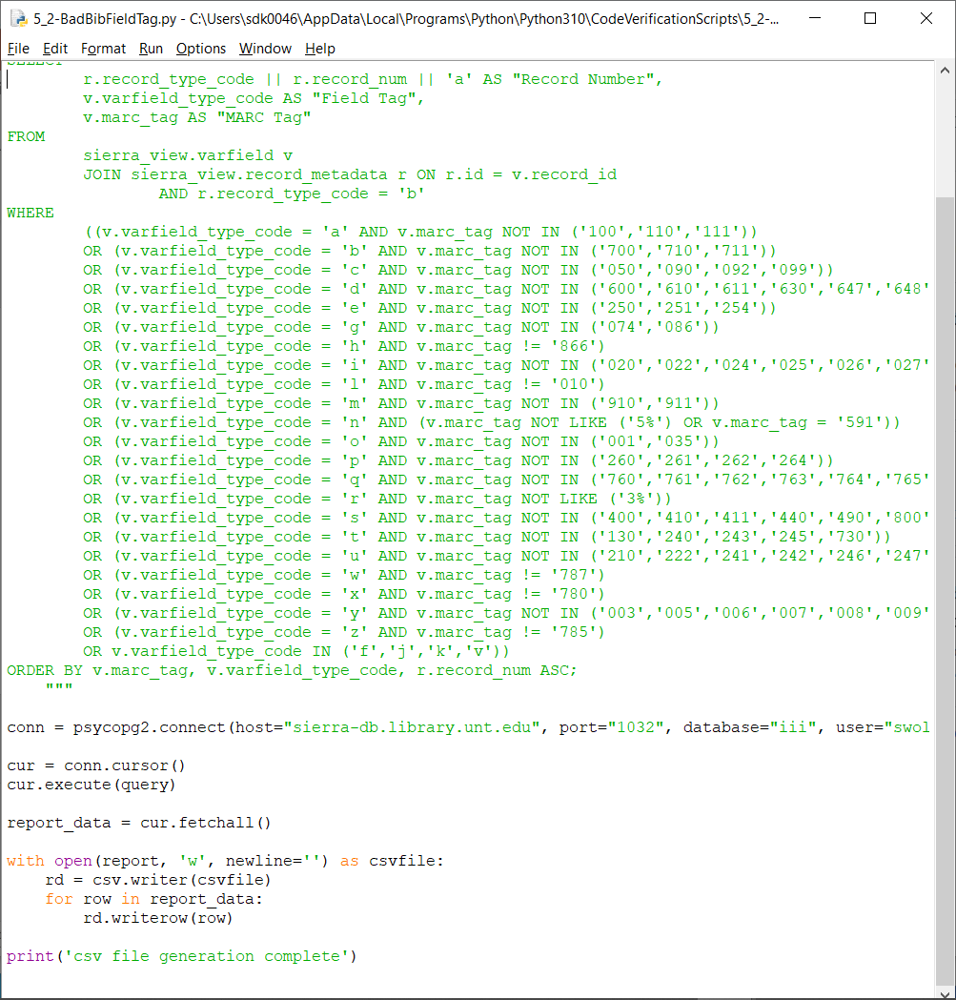 5_2-BadBibFieldTag.py - C:\Users\sdk0046\AppData\Local\Programs\Python\Python310\CodeVerificationScripts\5_2-...
File Edit Format Run Options Window Help
SELECT
        r.record_type_code || r.record_num || 'a' AS "Record Number",
        v.varfield_type_code AS "Field Tag",
        v.marc_tag AS "MARC Tag"
FROM
        sierra_view.varfield v
        JOIN sierra_view.record_metadata r ON r.id = v.record_id
                AND r.record_type_code = 'b'
WHERE
        ((v.varfield_type_code = 'a' AND v.marc_tag NOT IN ('100','110','111'))
        OR (v.varfield_type_code = 'b' AND v.marc_tag NOT IN ('700','710','711'))
        OR (v.varfield_type_code = 'c' AND v.marc_tag NOT IN ('050','090','092','099'))
        OR (v.varfield_type_code = 'd' AND v.marc_tag NOT IN ('600','610','611','630','647','648'
        OR (v.varfield_type_code = 'e' AND v.marc_tag NOT IN ('250','251','254'))
        OR (v.varfield_type_code = 'g' AND v.marc_tag NOT IN ('074','086'))
        OR (v.varfield_type_code = 'h' AND v.marc_tag != '866')
        OR (v.varfield_type_code = 'i' AND v.marc_tag NOT IN ('020','022','024','025','026','027'
        OR (v.varfield_type_code = 'l' AND v.marc_tag != '010')
        OR (v.varfield_type_code = 'm' AND v.marc_tag NOT IN ('910','911'))
        OR (v.varfield_type_code = 'n' AND (v.marc_tag NOT LIKE ('5%') OR v.marc_tag = '591'))
        OR (v.varfield_type_code = 'o' AND v.marc_tag NOT IN ('001','035'))
        OR (v.varfield_type_code = 'p' AND v.marc_tag NOT IN ('260','261','262','264'))
        OR (v.varfield_type_code = 'q' AND v.marc_tag NOT IN ('760','761','762','763','764','765'
        OR (v.varfield_type_code = 'r' AND v.marc_tag NOT LIKE ('3%'))
        OR (v.varfield_type_code = 's' AND v.marc_tag NOT IN ('400','410','411','440','490','800'
        OR (v.varfield_type_code = 't' AND v.marc_tag NOT IN ('130','240','243','245','730'))
        OR (v.varfield_type_code = 'u' AND v.marc_tag NOT IN ('210','222','241','242','246','247'
        OR (v.varfield_type_code = 'w' AND v.marc_tag != '787')
        OR (v.varfield_type_code = 'x' AND v.marc_tag != '780')
        OR (v.varfield_type_code = 'y' AND v.marc_tag NOT IN ('003','005','006','007','008','009'
        OR (v.varfield_type_code = 'z' AND v.marc_tag != '785')
        OR v.varfield_type_code IN ('f','j','k','v'))
ORDER BY v.marc_tag, v.varfield_type_code, r.record_num ASC;
    """
conn = psycopg2.connect(host="sierra-db.library.unt.edu", port="1032", database="iii", user="swol
cur = conn.cursor()
cur.execute(query)
report_data = cur.fetchall()
with open(report, 'w', newline='') as csvfile:
    rd = csv.writer(csvfile)
    for row in report_data:
        rd.writerow(row)
print('csv file generation complete')